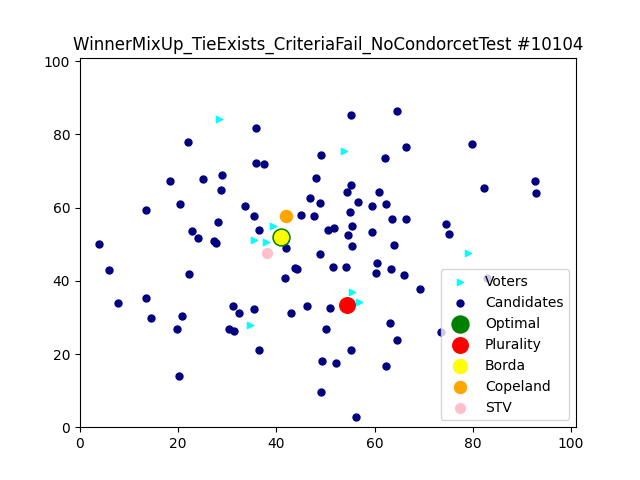 WinnerMixUp_TieExists_CriteriaFail_NoCondorcetTest #10104
100
80
60
40
20
0
0 20 40 60 80 100
Voters
Candidates
Optimal
Plurality
Borda
Copeland
STV